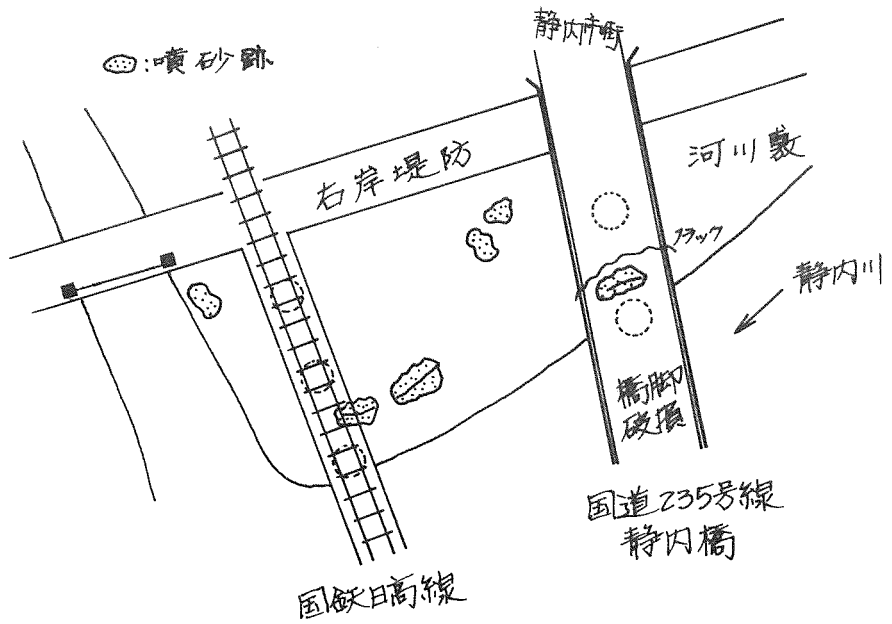 静内市街
:噴砂跡
右岸堤防
河川敷
クラック
静内川
橋脚
破損
国道235号線
静内橋
国鉄日高線